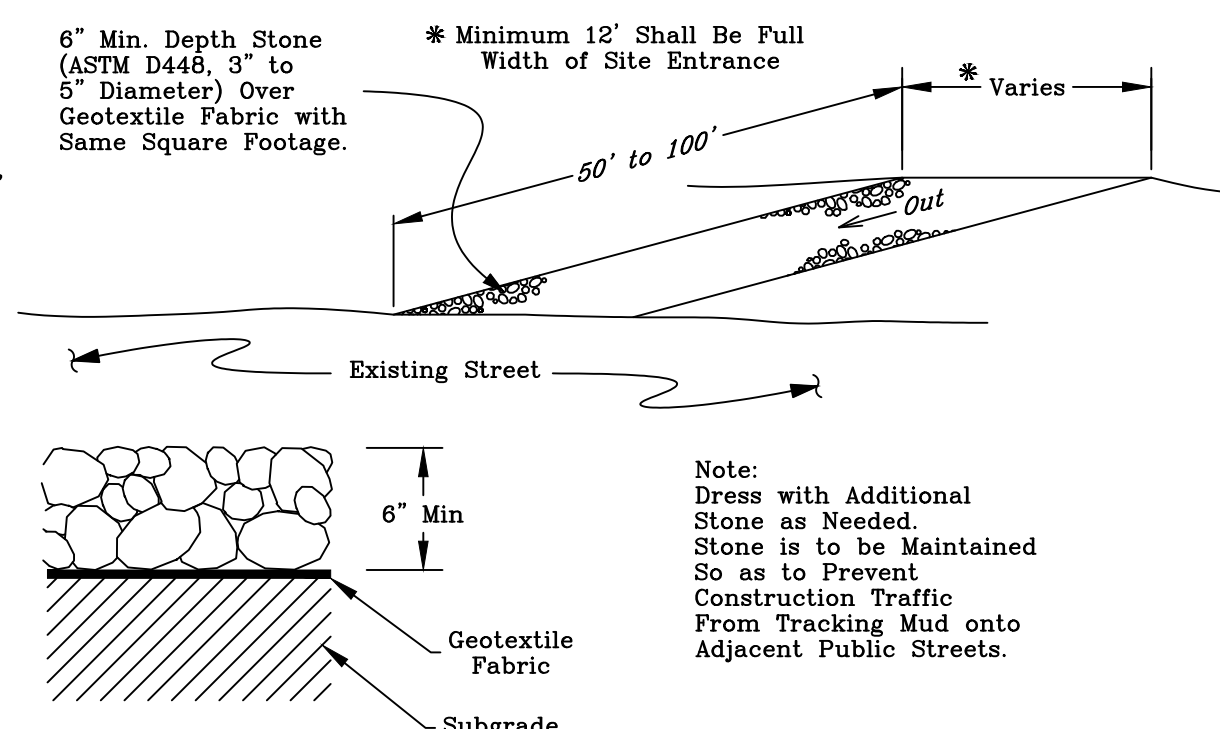 6” Min. Depth Stone
(ASTM D448, 3” to
5” Diameter) Over
Geotextile Fabric with
Same Square Footage.
* Minimum 12’ Shall Be Full
Width of Site Entrance
* Varies
50’ to 100’
Out
Existing Street
6” Min
Geotextile
Fabric
Subgrade
Note:
Dress with Additional
Stone as Needed.
Stone is to be Maintained
So as to Prevent
Construction Traffic
From Tracking Mud onto
Adjacent Public Streets.